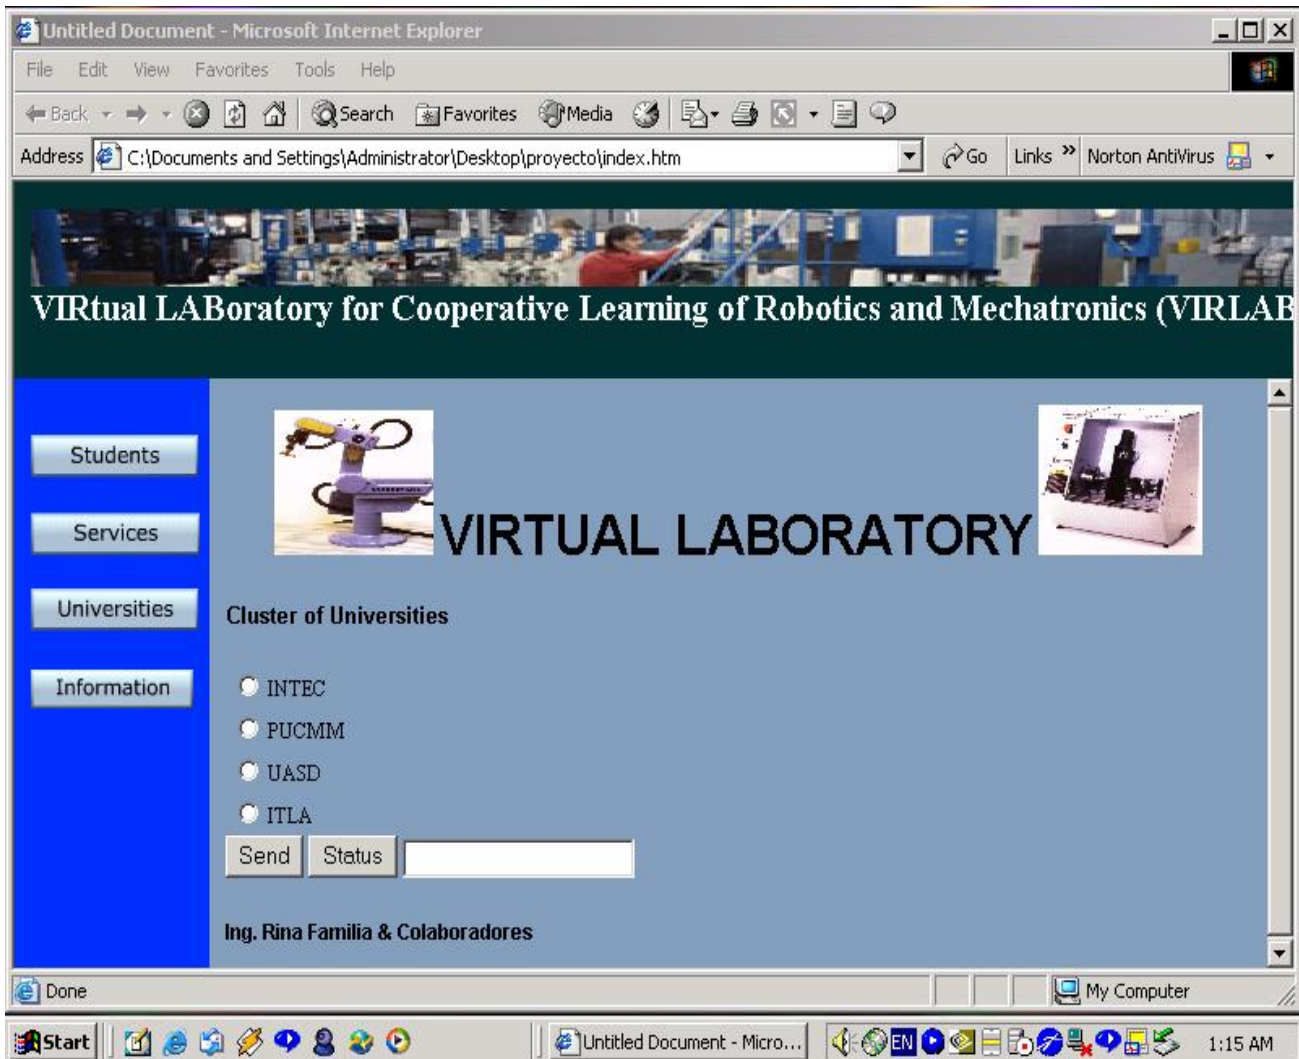 Untitled Document - Microsoft Internet Explorer
File Edit View Favorites Tools Help
Back Search Favorites Media
Address C:\Documents and Settings\Administrator\Desktop\proyecto\index.htm Go Links » Norton AntiVirus
VIRtual LABoratory for Cooperative Learning of Robotics and Mechatronics (VIRLAB
Students
Services
Universities
Information
VIRTUAL LABORATORY
Cluster of Universities
INTEC
PUCMM
UASD
ITLA
Send Status
Ing. Rina Familia & Colaboradores
Done My Computer
Start Untitled Document - Micro... EN 1:15 AM